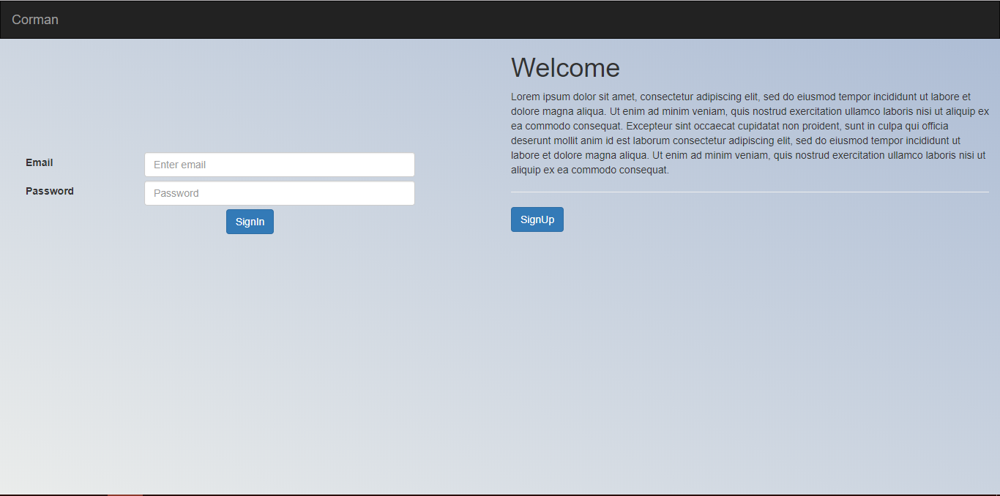 Corman
Welcome
Lorem ipsum dolor sit amet, consectetur adipiscing elit, sed do eiusmod tempor incididunt ut labore et
dolore magna aliqua. Ut enim ad minim veniam, quis nostrud exercitation ullamco laboris nisi ut aliquip ex
ea commodo consequat. Excepteur sint occaecat cupidatat non proident, sunt in culpa qui officia
deserunt mollit anim id est laborum consectetur adipiscing elit, sed do eiusmod tempor incididunt ut
labore et dolore magna aliqua. Ut enim ad minim veniam, quis nostrud exercitation ullamco laboris nisi ut
aliquip ex ea commodo consequat.
Email Enter email
Password Password
SignIn
SignUp